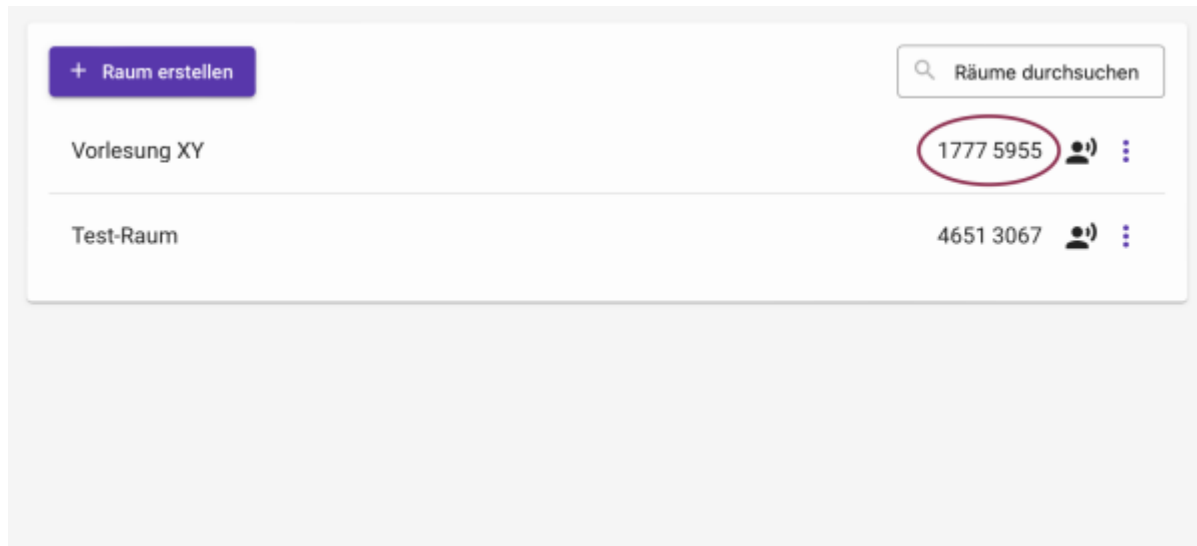 + Raum erstellen Räume durchsuchen
Vorlesung XY 1777 5955
Test-Raum 4651 3067